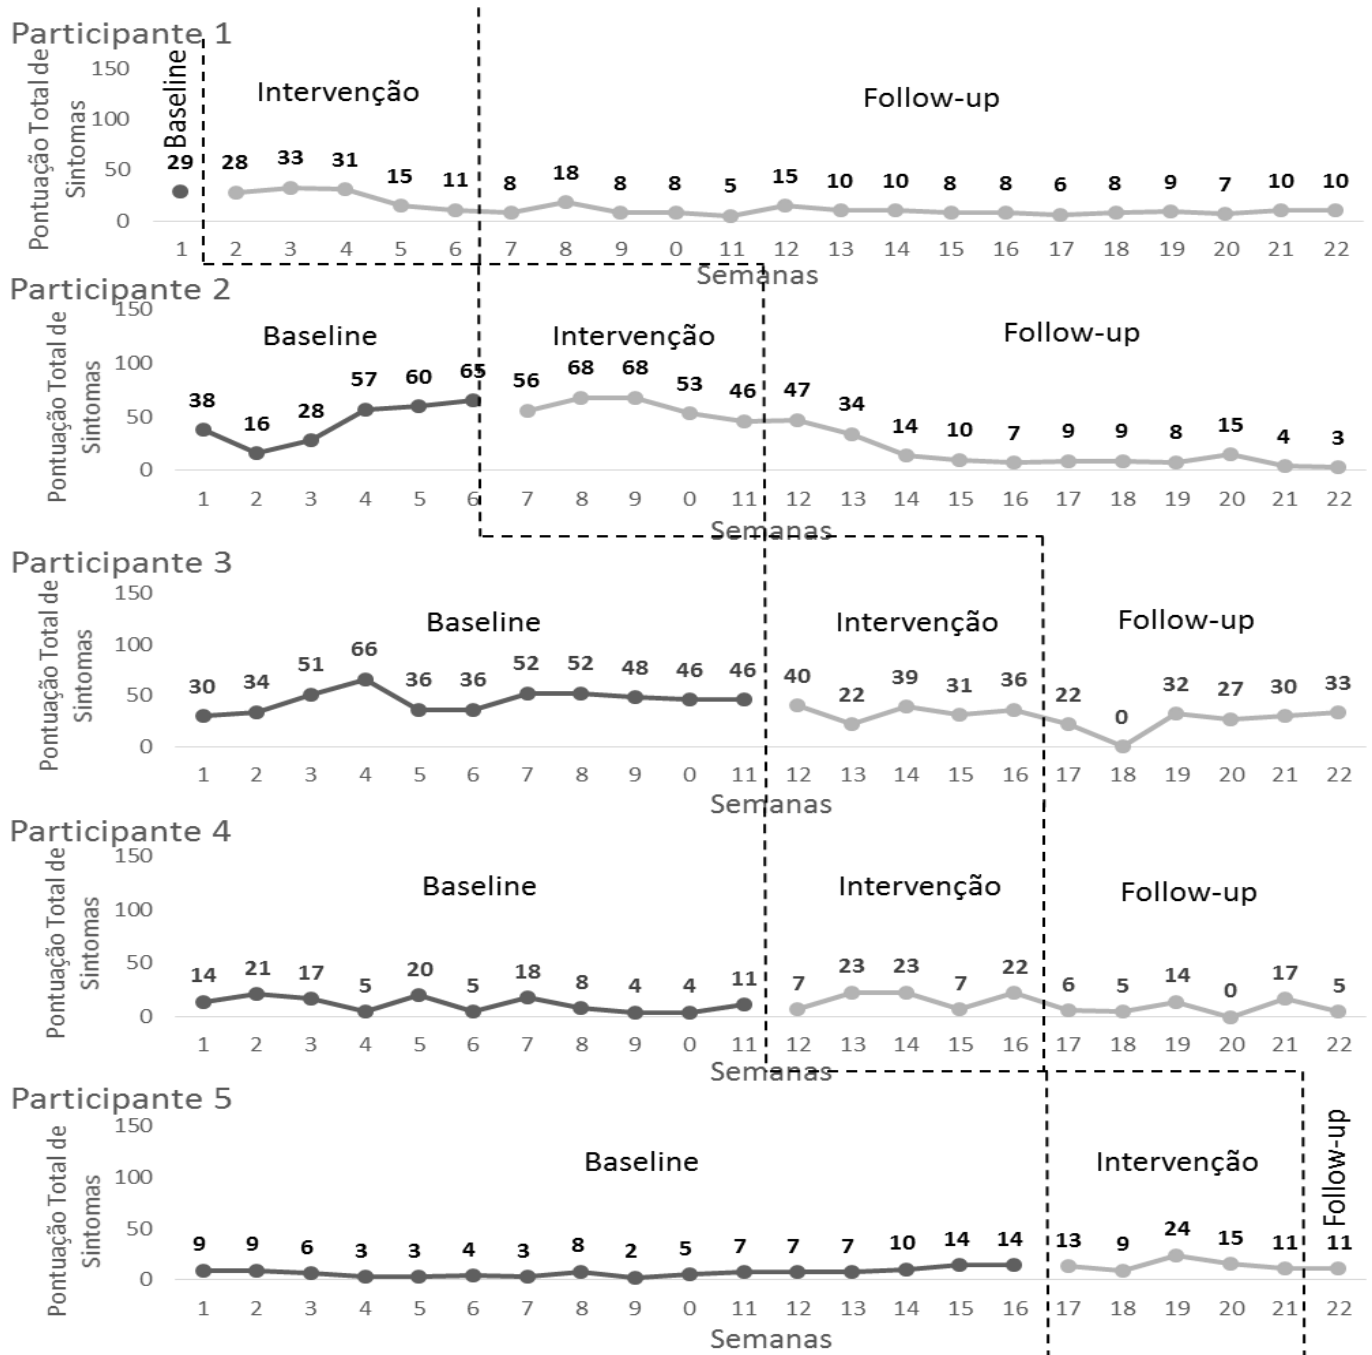 Participante 1
Pontuação Total de
Sintomas
150
100
50
0
Baseline
Intervenção
Follow-up
29 28 33 31 15 11 8 18 8 8 5 15 10 10 8 8 6 8 9 7 10 10
1 2 3 4 5 6 7 8 9 0 11 12 13 14 15 16 17 18 19 20 21 22
Semanas
Participante 2
Pontuação Total de
Sintomas
150
100
50
0
Baseline
Intervenção
Follow-up
38 16 28 57 60 65 56 68 68 53 46 47 34 14 10 7 9 9 8 15 4 3
1 2 3 4 5 6 7 8 9 0 11 12 13 14 15 16 17 18 19 20 21 22
Semanas
Participante 3
Pontuação Total de
Sintomas
150
100
50
0
Baseline
Intervenção
Follow-up
30 34 51 66 36 36 52 52 48 46 46 40 22 39 31 36 22 0 32 27 30 33
1 2 3 4 5 6 7 8 9 0 11 12 13 14 15 16 17 18 19 20 21 22
Semanas
Participante 4
Pontuação Total de
Sintomas
150
100
50
0
Baseline
Intervenção
Follow-up
14 21 17 5 20 5 18 8 4 4 11 7 23 23 7 22 6 5 14 0 17 5
1 2 3 4 5 6 7 8 9 0 11 12 13 14 15 16 17 18 19 20 21 22
Semanas
Participante 5
Pontuação Total de
Sintomas
150
100
50
0
Baseline
Intervenção
Follow-up
9 9 6 3 3 4 3 8 2 5 7 7 7 10 14 14 13 9 24 15 11 11
1 2 3 4 5 6 7 8 9 0 11 12 13 14 15 16 17 18 19 20 21 22
Semanas